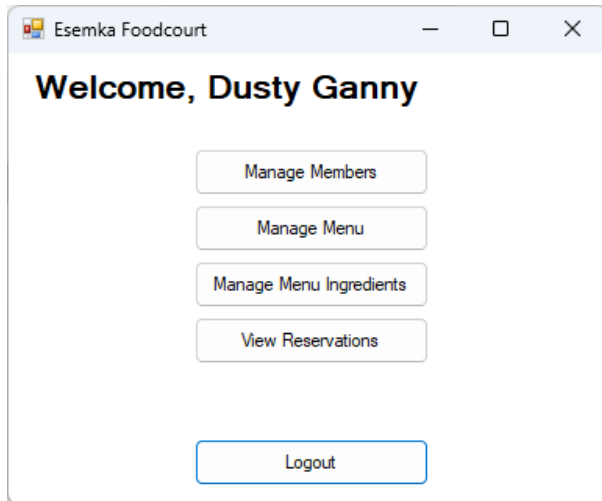 Esemka Foodcourt
Welcome, Dusty Ganny
Manage Members
Manage Menu
Manage Menu Ingredients
View Reservations
Logout